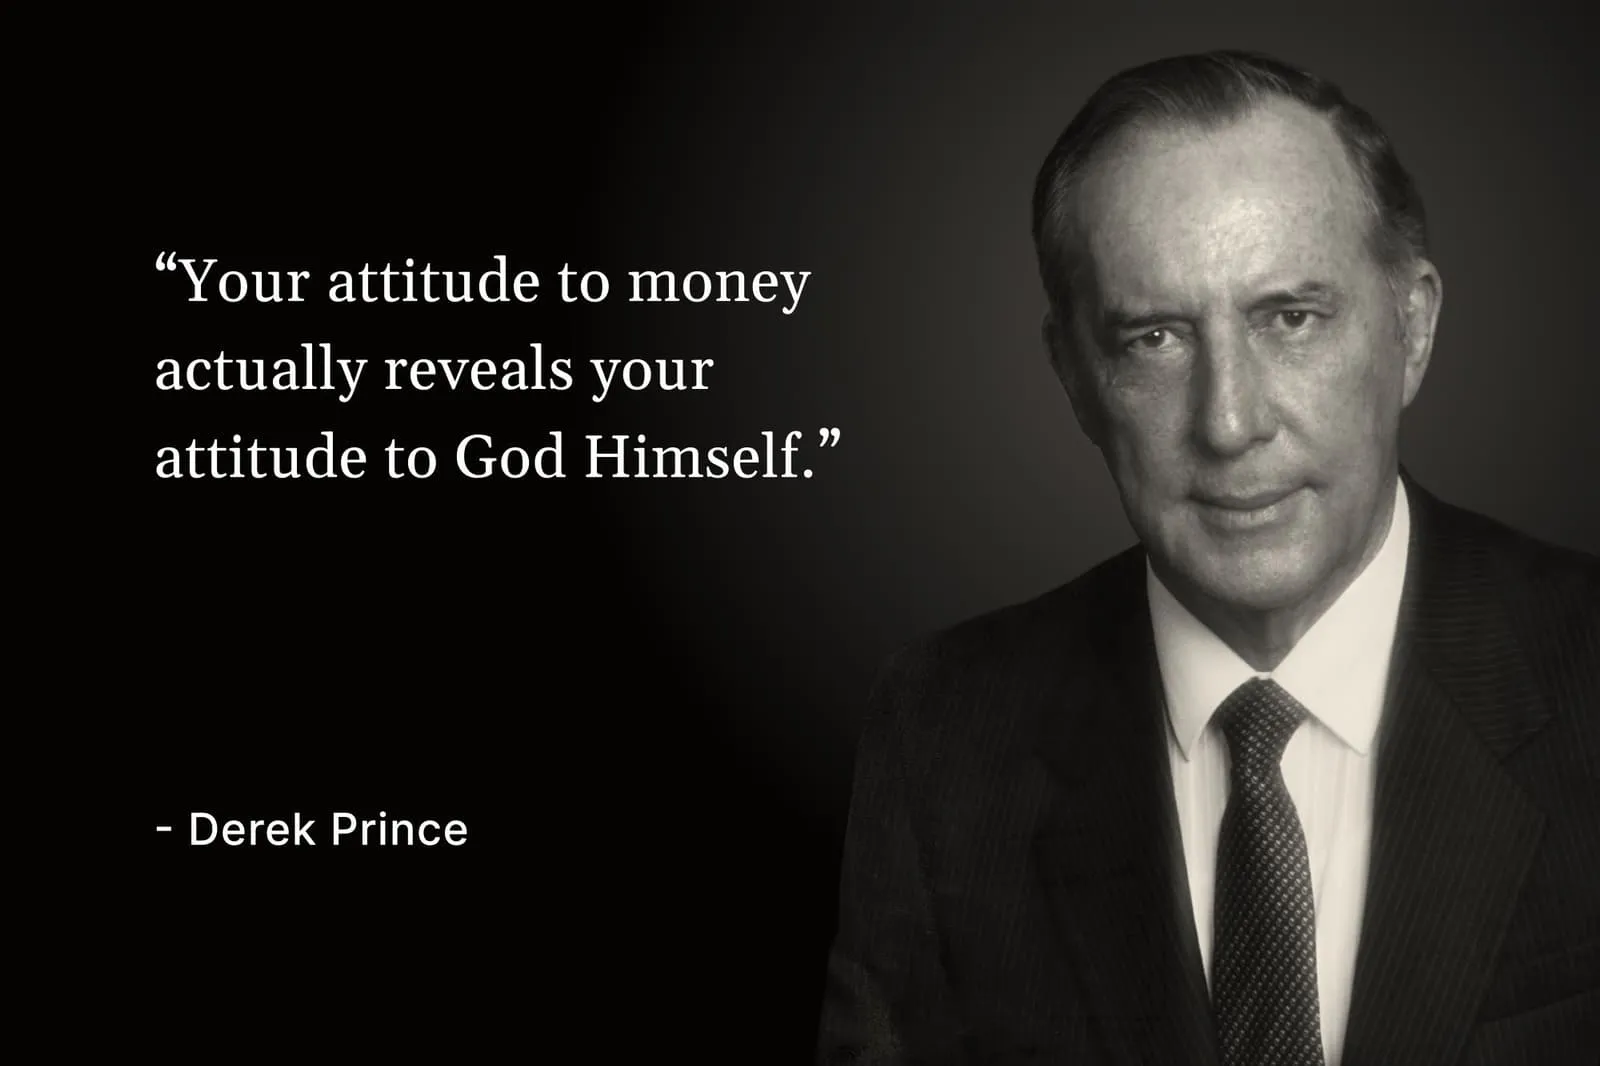 “Your attitude to money
actually reveals your
attitude to God Himself.”
- Derek Prince